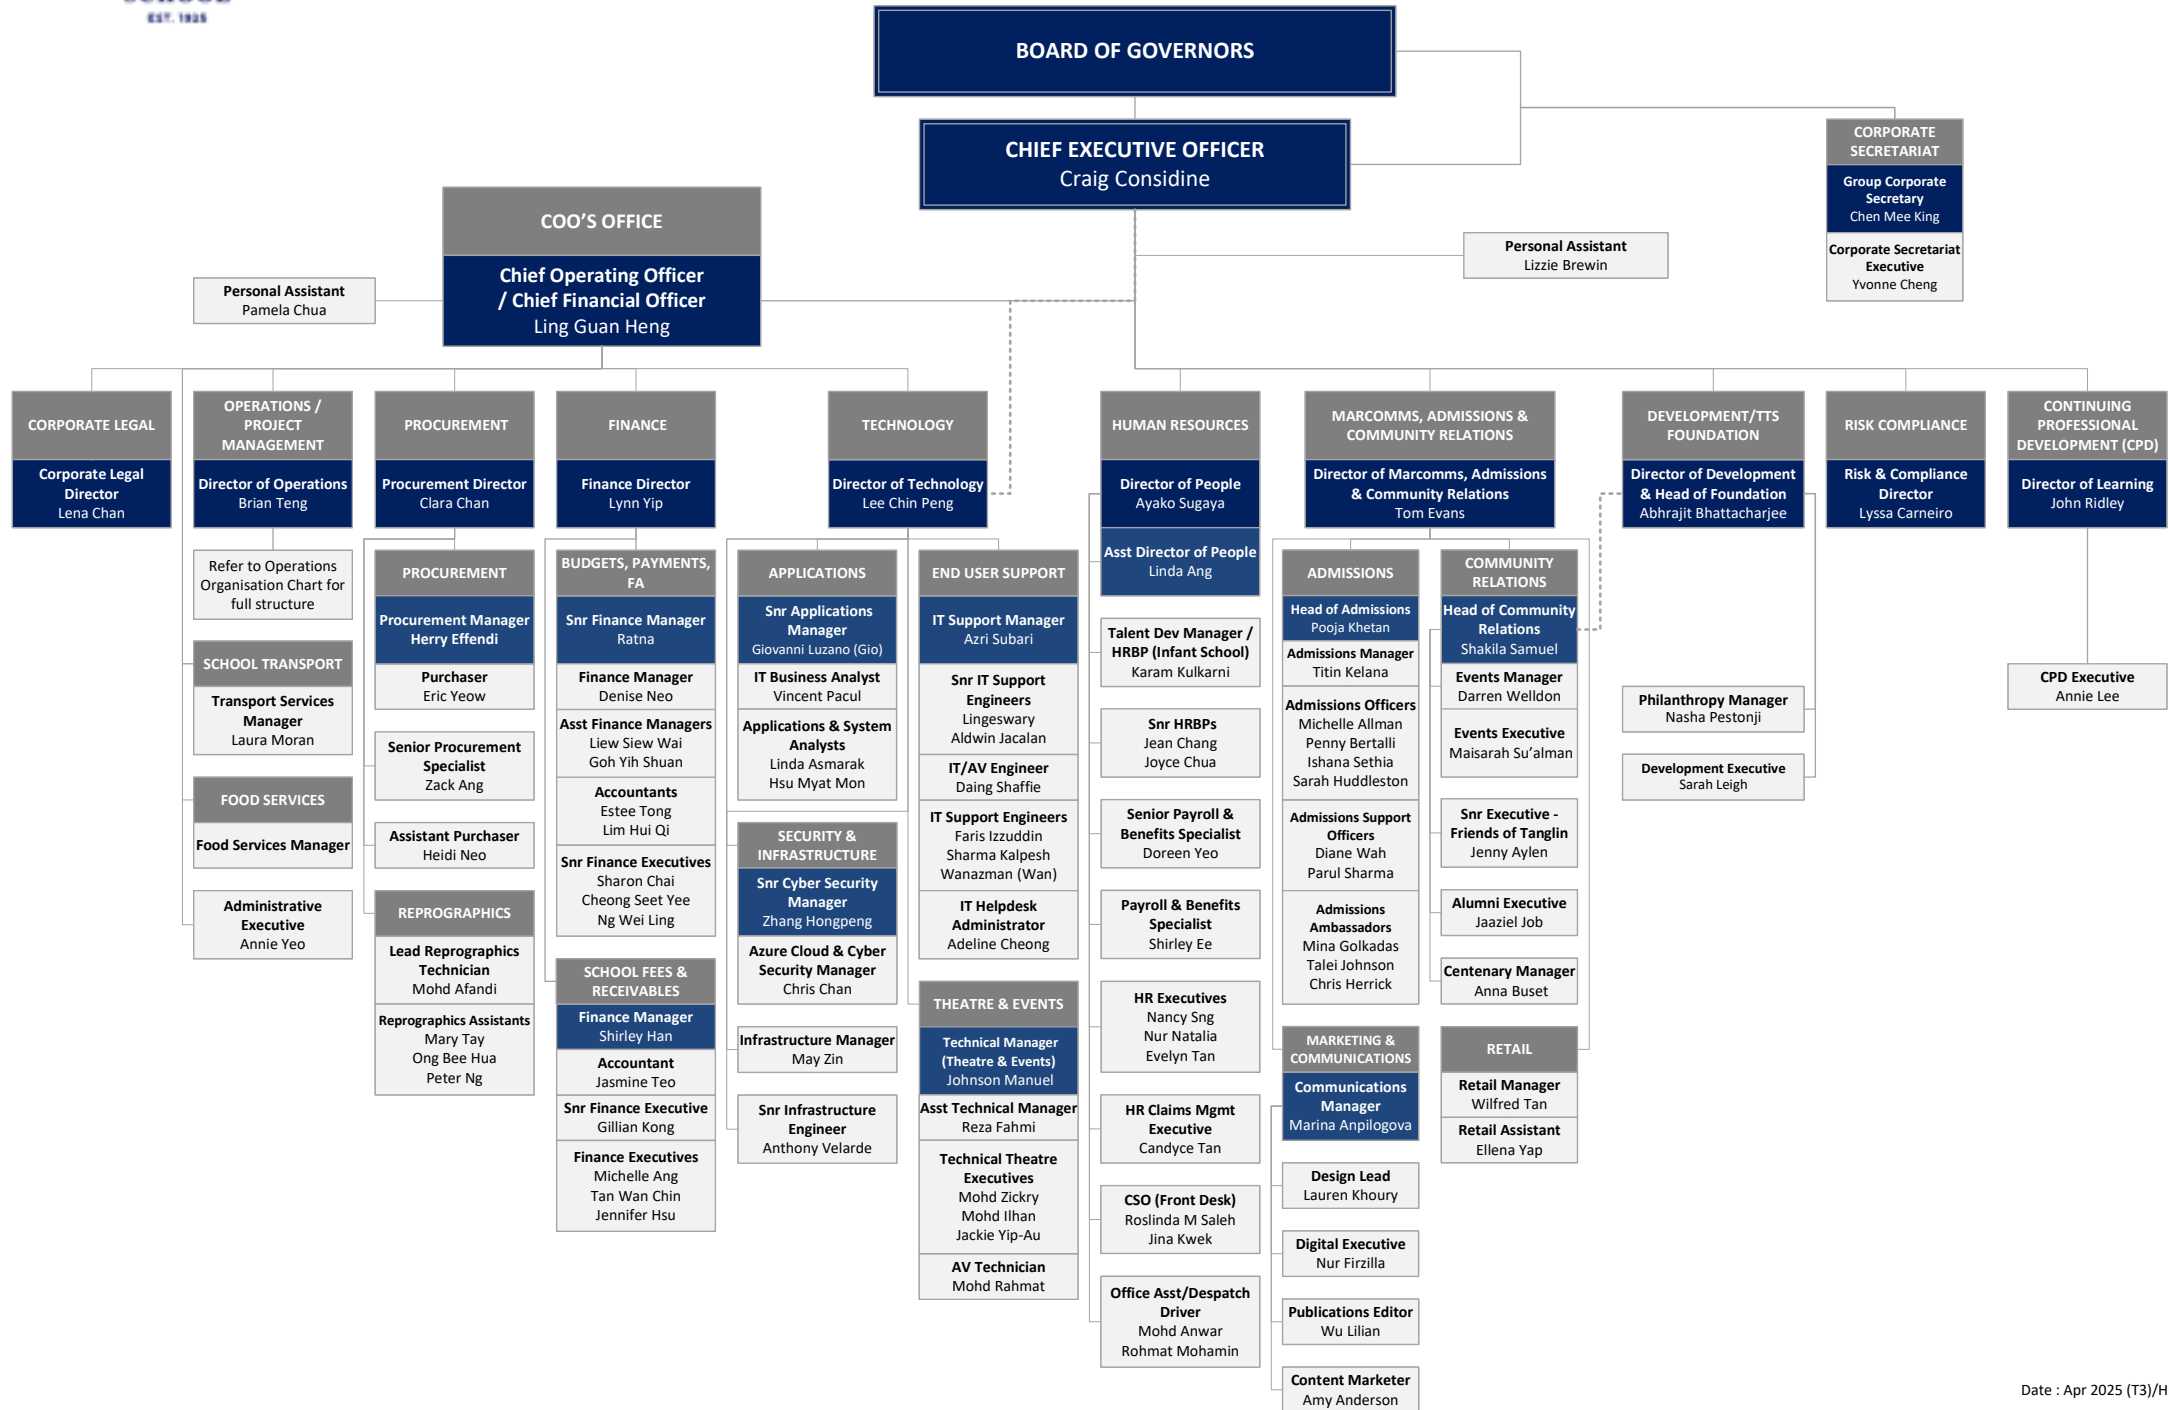 SCHOOL
EST. 1925
BOARD OF GOVERNORS
CHIEF EXECUTIVE OFFICER
Craig Considine
CORPORATE
SECRETARIAT
Group Corporate
Secretary
Chen Mee King
Corporate Secretariat
Executive
Yvonne Cheng
COO'S OFFICE
Chief Operating Officer
/ Chief Financial Officer
Ling Guan Heng
Personal Assistant
Pamela Chua
Personal Assistant
Lizzie Brewin
CORPORATE LEGAL
Corporate Legal
Director
Lena Chan
OPERATIONS /
PROJECT
MANAGEMENT
Director of Operations
Brian Teng
Refer to Operations
Organisation Chart for
full structure
SCHOOL TRANSPORT
Transport Services
Manager
Laura Moran
FOOD SERVICES
Food Services Manager
Administrative
Executive
Annie Yeo
PROCUREMENT
Procurement Director
Clara Chan
PROCUREMENT
Procurement Manager
Herry Effendi
Purchaser
Eric Yeow
Senior Procurement
Specialist
Zack Ang
Assistant Purchaser
Heidi Neo
REPROGRAPHICS
Lead Reprographics
Technician
Mohd Afandi
Reprographics Assistants
Mary Tay
Ong Bee Hua
Peter Ng
FINANCE
Finance Director
Lynn Yip
BUDGETS, PAYMENTS,
FA
Snr Finance Manager
Ratna
Finance Manager
Denise Neo
Asst Finance Managers
Liew Siew Wai
Goh Yih Shuan
Accountants
Estee Tong
Lim Hui Qi
Snr Finance Executives
Sharon Chai
Cheong Seet Yee
Ng Wei Ling
SCHOOL FEES &
RECEIVABLES
Finance Manager
Shirley Han
Accountant
Jasmine Teo
Snr Finance Executive
Gillian Kong
Finance Executives
Michelle Ang
Tan Wan Chin
Jennifer Hsu
TECHNOLOGY
Director of Technology
Lee Chin Peng
APPLICATIONS
Snr Applications
Manager
Giovanni Luzano (Gio)
IT Business Analyst
Vincent Pacul
Applications & System
Analysts
Linda Asmarak
Hsu Myat Mon
SECURITY &
INFRASTRUCTURE
Snr Cyber Security
Manager
Zhang Hongpeng
Azure Cloud & Cyber
Security Manager
Chris Chan
Infrastructure Manager
May Zin
Snr Infrastructure
Engineer
Anthony Velarde
END USER SUPPORT
IT Support Manager
Azri Subari
Snr IT Support
Engineers
Lingeswary
Aldwin Jacalan
IT/AV Engineer
Daing Shaffie
IT Support Engineers
Faris Izzuddin
Sharma Kalpesh
Wanazman (Wan)
IT Helpdesk
Administrator
Adeline Cheong
THEATRE & EVENTS
Technical Manager
(Theatre & Events)
Johnson Manuel
Asst Technical Manager
Reza Fahmi
Technical Theatre
Executives
Mohd Zickry
Mohd Ilhan
Jackie Yip-Au
AV Technician
Mohd Rahmat
HUMAN RESOURCES
Director of People
Ayako Sugaya
Asst Director of People
Linda Ang
Talent Dev Manager /
HRBP (Infant School)
Karam Kulkarni
Snr HRBPs
Jean Chang
Joyce Chua
Senior Payroll &
Benefits Specialist
Doreen Yeo
Payroll & Benefits
Specialist
Shirley Ee
HR Executives
Nancy Sng
Nur Natalia
Evelyn Tan
HR Claims Mgmt
Executive
Candyce Tan
CSO (Front Desk)
Roslinda M Saleh
Jina Kwek
Office Asst/Despatch
Driver
Mohd Anwar
Rohmat Mohamin
MARCOMMS, ADMISSIONS &
COMMUNITY RELATIONS
Director of Marcomms, Admissions
& Community Relations
Tom Evans
ADMISSIONS
Head of Admissions
Pooja Khetan
Admissions Manager
Titin Kelana
Admissions Officers
Michelle Allman
Penny Bertalli
Ishana Sethia
Sarah Huddleston
Admissions Support
Officers
Diane Wah
Parul Sharma
Admissions
Ambassadors
Mina Golkadas
Talei Johnson
Chris Herrick
MARKETING &
COMMUNICATIONS
Communications
Manager
Marina Anpilogova
Design Lead
Lauren Khoury
Digital Executive
Nur Firzilla
Publications Editor
Wu Lilian
Content Marketer
Amy Anderson
COMMUNITY
RELATIONS
Head of Community
Relations
Shakila Samuel
Events Manager
Darren Welldon
Events Executive
Maisarah Su’alman
Snr Executive -
Friends of Tanglin
Jenny Aylen
Alumni Executive
Jaaziel Job
Centenary Manager
Anna Buset
RETAIL
Retail Manager
Wilfred Tan
Retail Assistant
Ellena Yap
DEVELOPMENT/TTS
FOUNDATION
Director of Development
& Head of Foundation
Abhrajit Bhattacharjee
Philanthropy Manager
Nasha Pestonji
Development Executive
Sarah Leigh
RISK COMPLIANCE
Risk & Compliance
Director
Lyssa Carneiro
CONTINUING
PROFESSIONAL
DEVELOPMENT (CPD)
Director of Learning
John Ridley
CPD Executive
Annie Lee
Date : Apr 2025 (T3)/H